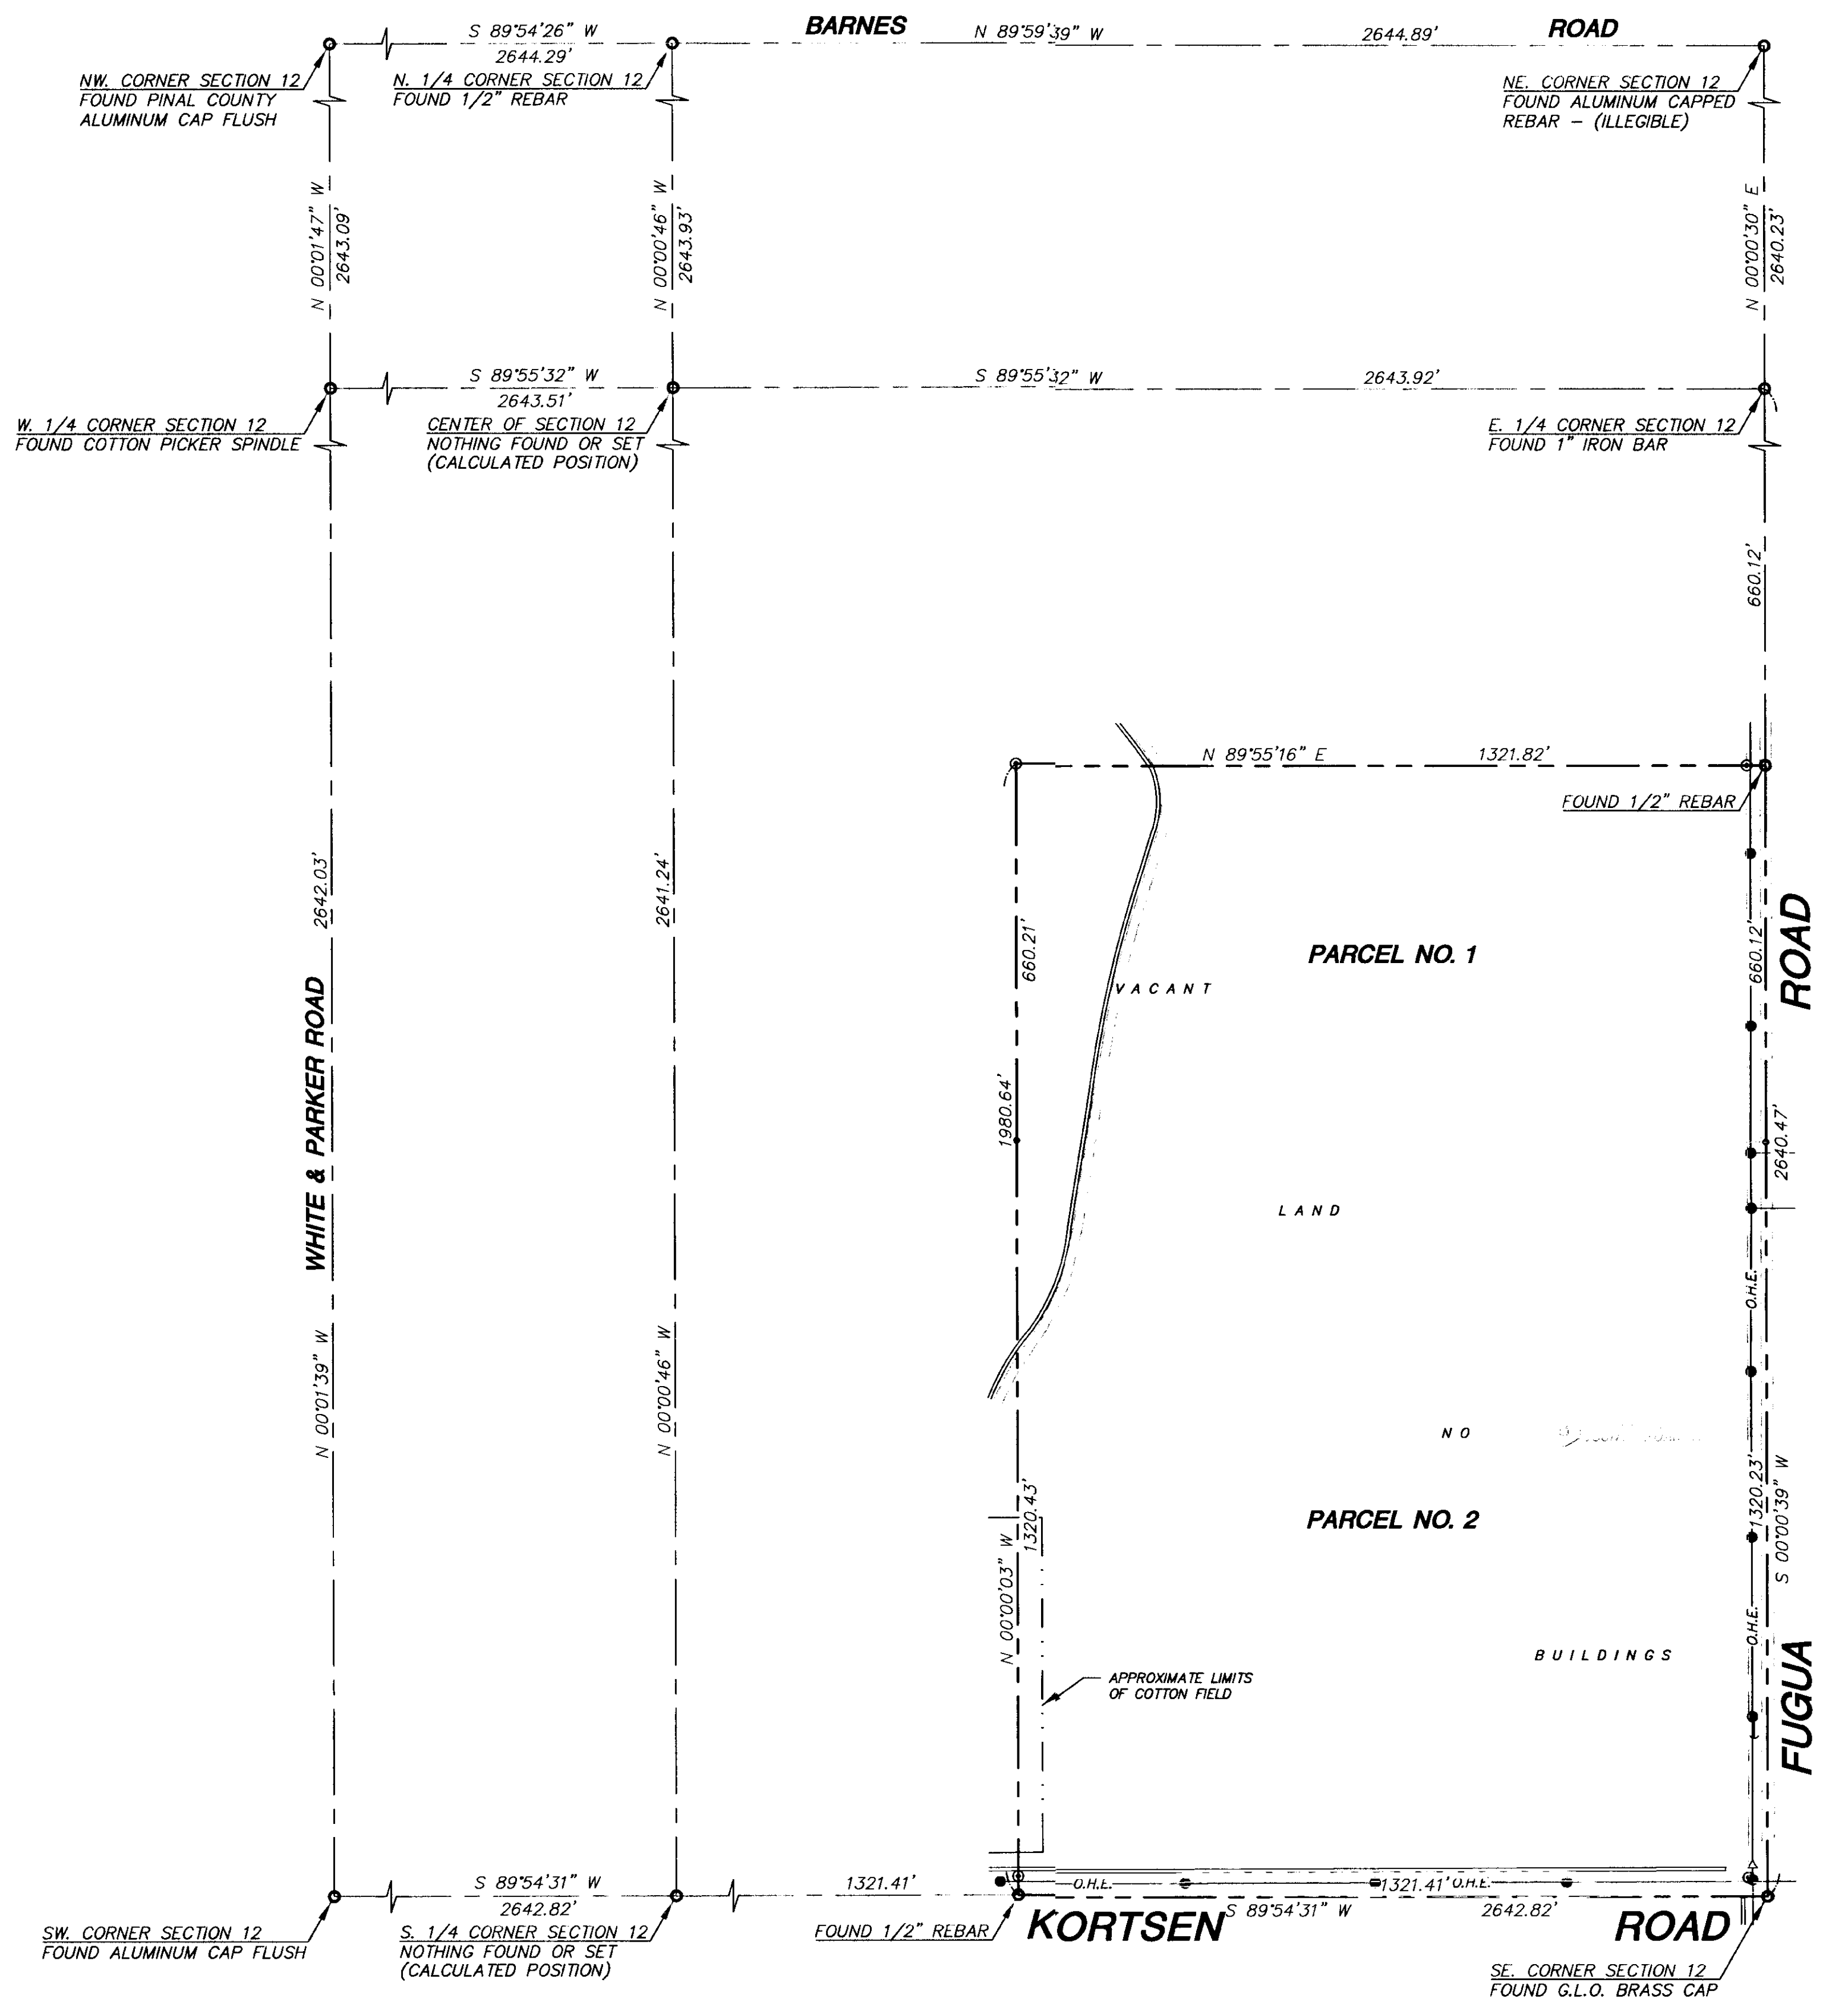 BARNES ROAD
S 89°54'26" W
2644.29'
N 89°59'39" W
2644.89'
NW. CORNER SECTION 12
FOUND PINAL COUNTY
ALUMINUM CAP FLUSH
N. 1/4 CORNER SECTION 12
FOUND 1/2" REBAR
NE. CORNER SECTION 12
FOUND ALUMINUM CAPPED
REBAR - (ILLEGIBLE)
N 00°01'47" W
2643.09'
N 00°00'46" W
2643.93'
N 00°00'30" E
2640.23'
S 89°55'32" W
2643.51'
S 89°55'32" W
2643.92'
W. 1/4 CORNER SECTION 12
FOUND COTTON PICKER SPINDLE
CENTER OF SECTION 12
NOTHING FOUND OR SET
(CALCULATED POSITION)
E. 1/4 CORNER SECTION 12
FOUND 1" IRON BAR
660.12'
N 89°55'16" E
1321.82'
FOUND 1/2" REBAR
2642.03'
2641.24'
660.21'
PARCEL NO. 1
660.12'
ROAD
VACANT
WHITE & PARKER ROAD
1980.64'
2640.47'
LAND
O.H.E.
N 00°01'39" W
N 00°00'46" W
NO
1320.43'
PARCEL NO. 2
1320.23'
S 00°00'39" W
N 00°00'03" W
O.H.E.
BUILDINGS
APPROXIMATE LIMITS
OF COTTON FIELD
FUGUA
S 89°54'31" W
2642.82'
1321.41'
O.H.E.
1321.41'
O.H.E.
SW. CORNER SECTION 12
FOUND ALUMINUM CAP FLUSH
S. 1/4 CORNER SECTION 12
NOTHING FOUND OR SET
(CALCULATED POSITION)
FOUND 1/2" REBAR
KORTSEN ROAD
S 89°54'31" W
2642.82'
SE. CORNER SECTION 12
FOUND G.L.O. BRASS CAP